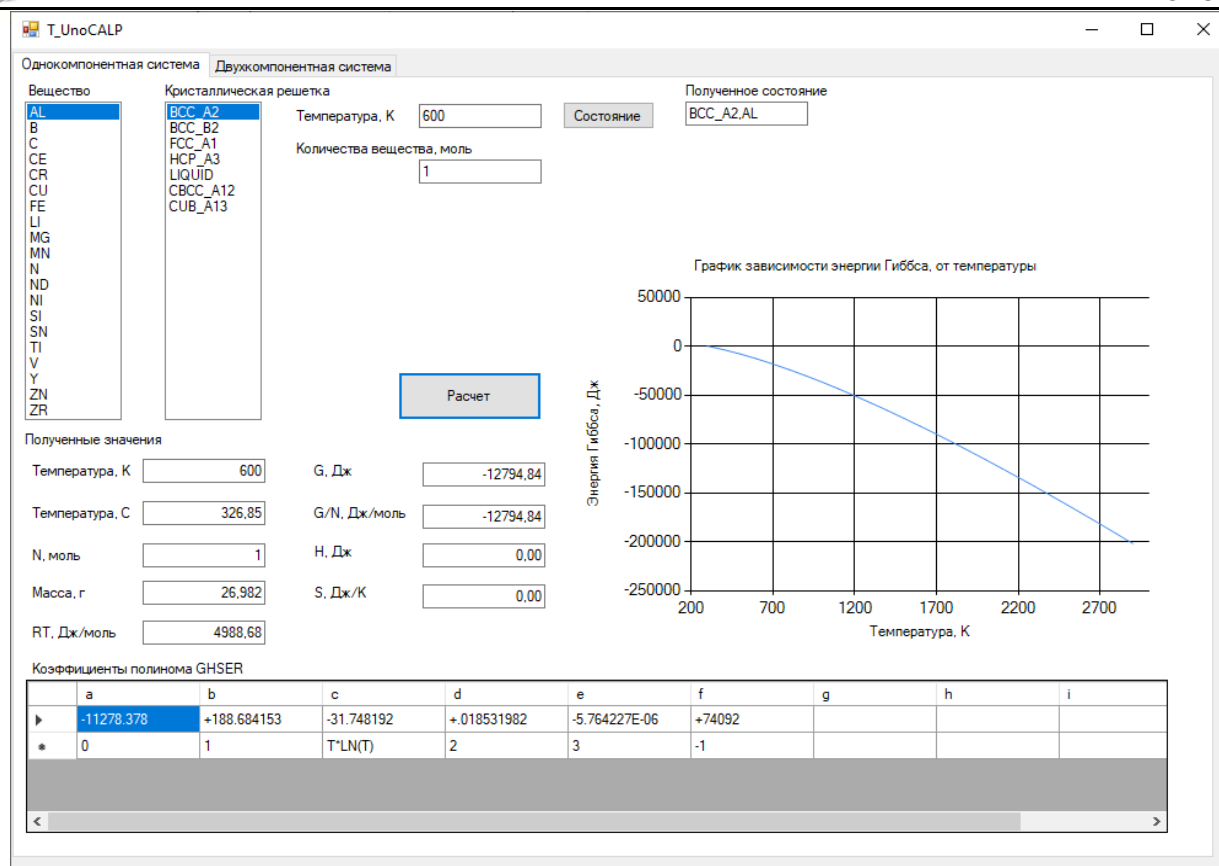 T_UnoCALP
Однокомпонентная система Двухкомпонентная система
Вещество
AL
B
C
CE
CR
CU
FE
LI
MG
MN
N
ND
NI
SI
SN
TI
V
Y
ZN
ZR
Кристаллическая решетка
BCC_A2
BCC_B2
FCC_A1
HCP_A3
LIQUID
CBCC_A12
CUB_A13
Температура, K 600 Состояние
Количества вещества, моль
1
Полученное состояние
BCC_A2,AL
Расчет
График зависимости энергии Гиббса, от температуры
Энергия Гиббса, Дж
50000
0
-50000
-100000
-150000
-200000
-250000
200 700 1200 1700 2200 2700
Температура, K
Полученные значения
Температура, K 600
Температура, C 326,85
N, моль 1
Масса, г 26,982
RT, Дж/моль 4988,68
G, Дж -12794,84
G/N, Дж/моль -12794,84
H, Дж 0,00
S, Дж/K 0,00
Коэффициенты полинома GHSER
a b c d e f g h i
-11278.378 +188.684153 -31.748192 +.018531982 -5.764227E-06 +74092
0 1 T*LN(T) 2 3 -1